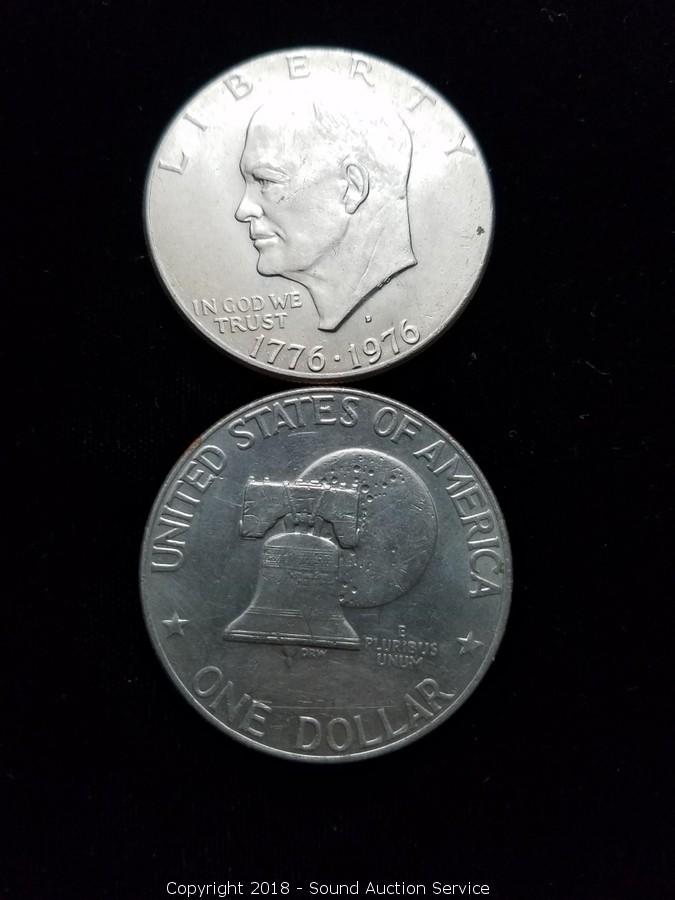 LIBERTY
IN GOD WE
TRUST
D
1776 · 1976
UNITED STATES OF AMERICA
E
PLURIBUS
UNUM
DRW
ONE DOLLAR
Copyright 2018 - Sound Auction Service